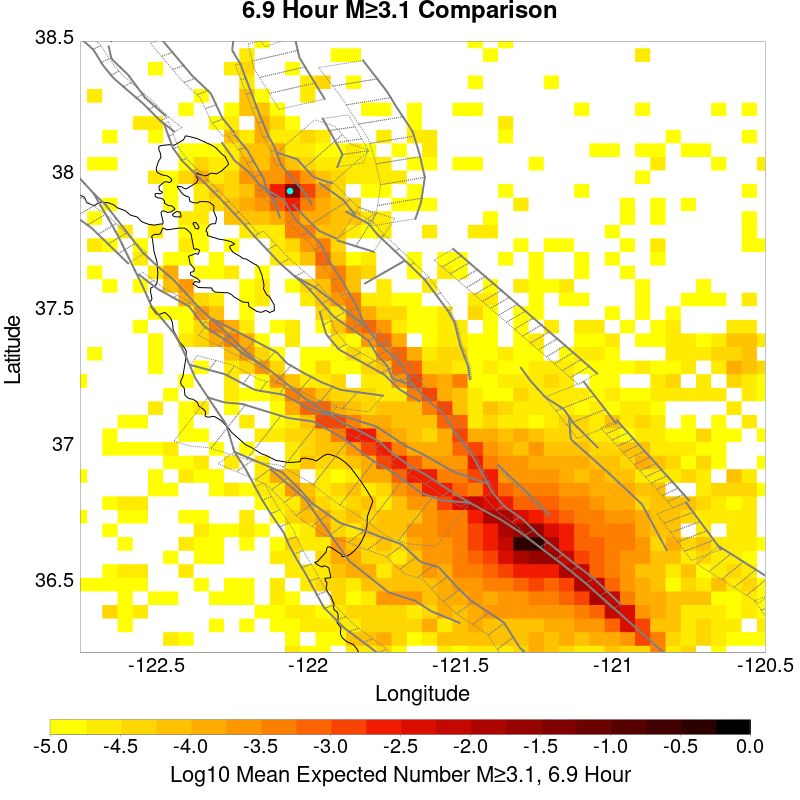 6.9 Hour M≥3.1 Comparison
38.5
38
37.5
37
36.5
Latitude
-122.5 -122 -121.5 -121 -120.5
Longitude
-5.0 -4.5 -4.0 -3.5 -3.0 -2.5 -2.0 -1.5 -1.0 -0.5 0.0
Log10 Mean Expected Number M≥3.1, 6.9 Hour